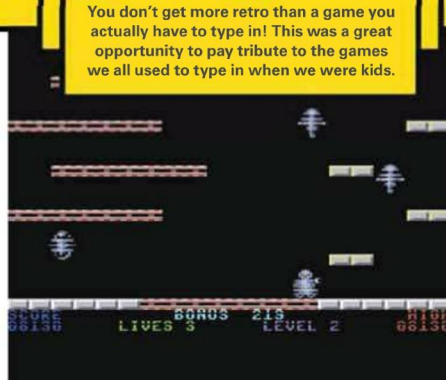 You don't get more retro than a game you
actually have to type in! This was a great
opportunity to pay tribute to the games
we all used to type in when we were kids.
SCORE BONUS 219 HIGH
08130 LIVES 3 LEVEL 2 08130